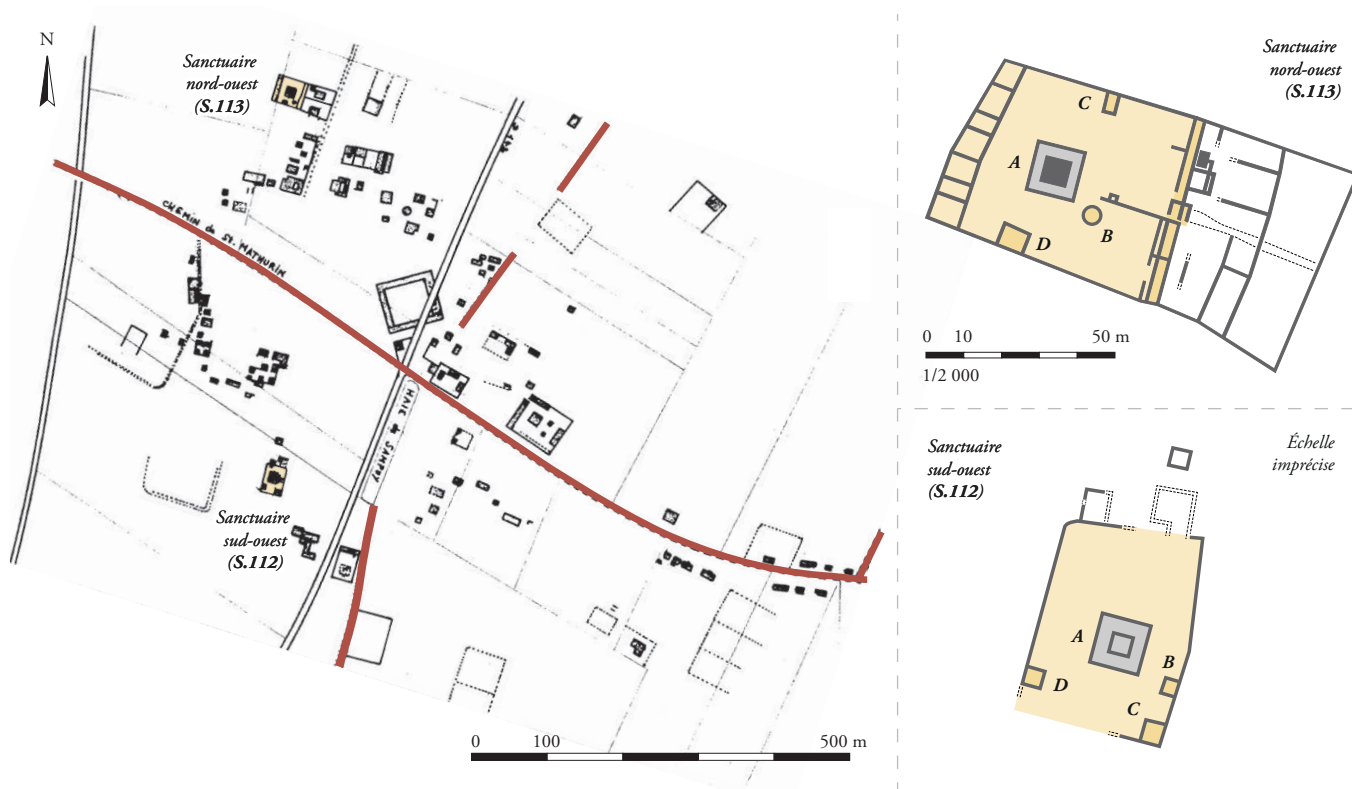 N
Sanctuaire
nord-ouest
(S.113)
CHEMIN de St. MATHURIN
HAIE de SAMPUY
Sanctuaire
sud-ouest
(S.112)
0 100 500 m
Sanctuaire
nord-ouest
(S.113)
C
A
B
D
0 10 50 m
1/2 000
Sanctuaire
sud-ouest
(S.112)
Échelle
imprécise
A
B
D
C